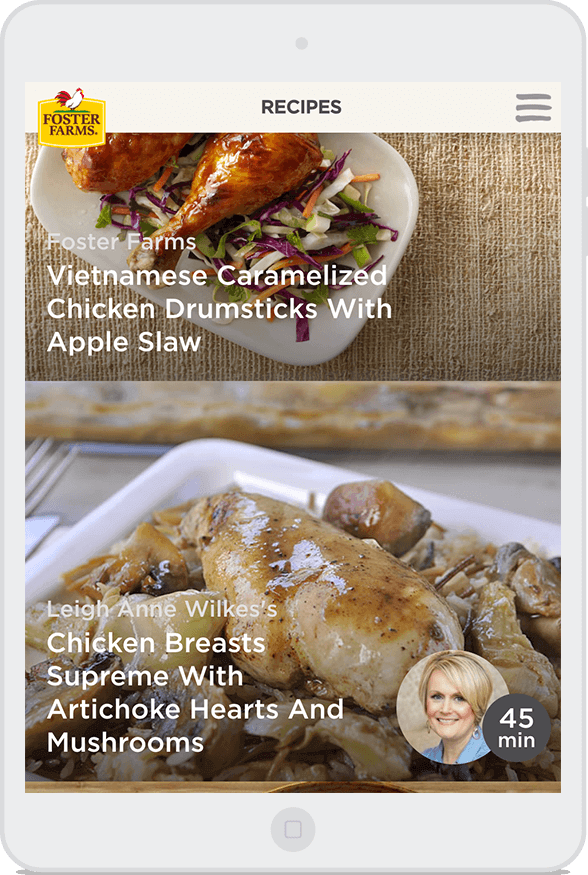 FOSTER
FARMS.
RECIPES
Foster Farms
Vietnamese Caramelized
Chicken Drumsticks With
Apple Slaw
Leigh Anne Wilkes's
Chicken Breasts
Supreme With
Artichoke Hearts And
Mushrooms
45
min